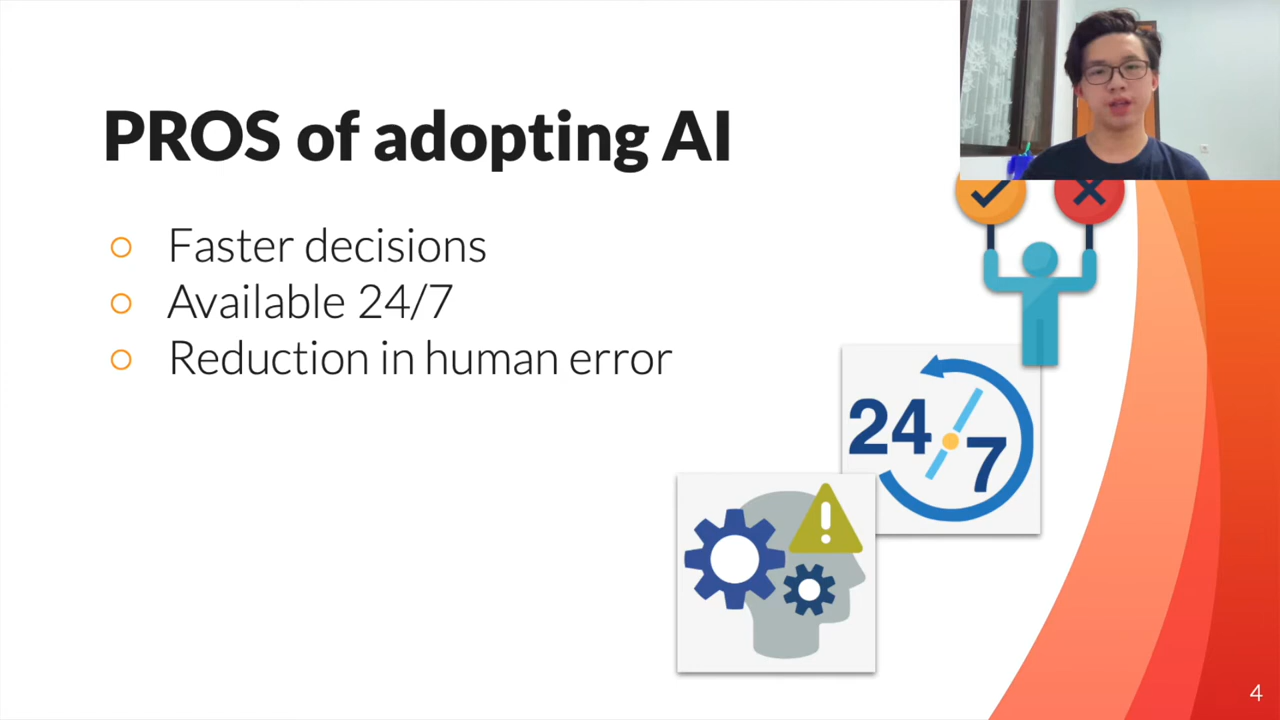 PROS of adopting AI
Faster decisions
Available 24/7
Reduction in human error
24/7
4